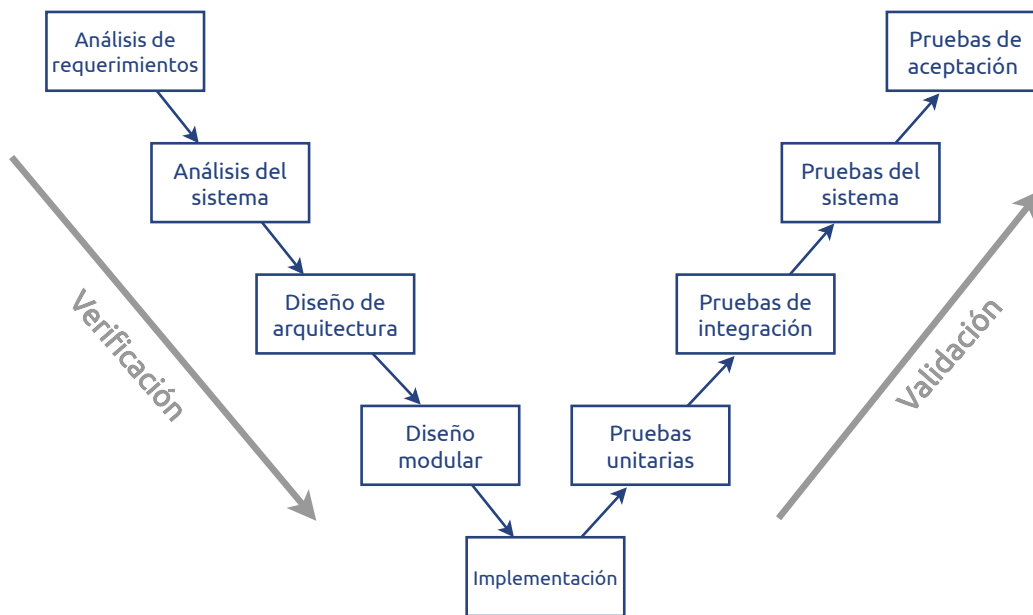 Análisis de
requerimientos
Pruebas de
aceptación
Análisis del
sistema
Pruebas del
sistema
Diseño de
arquitectura
Pruebas de
integración
Verificación
Validación
Diseño
modular
Pruebas
unitarias
Implementación